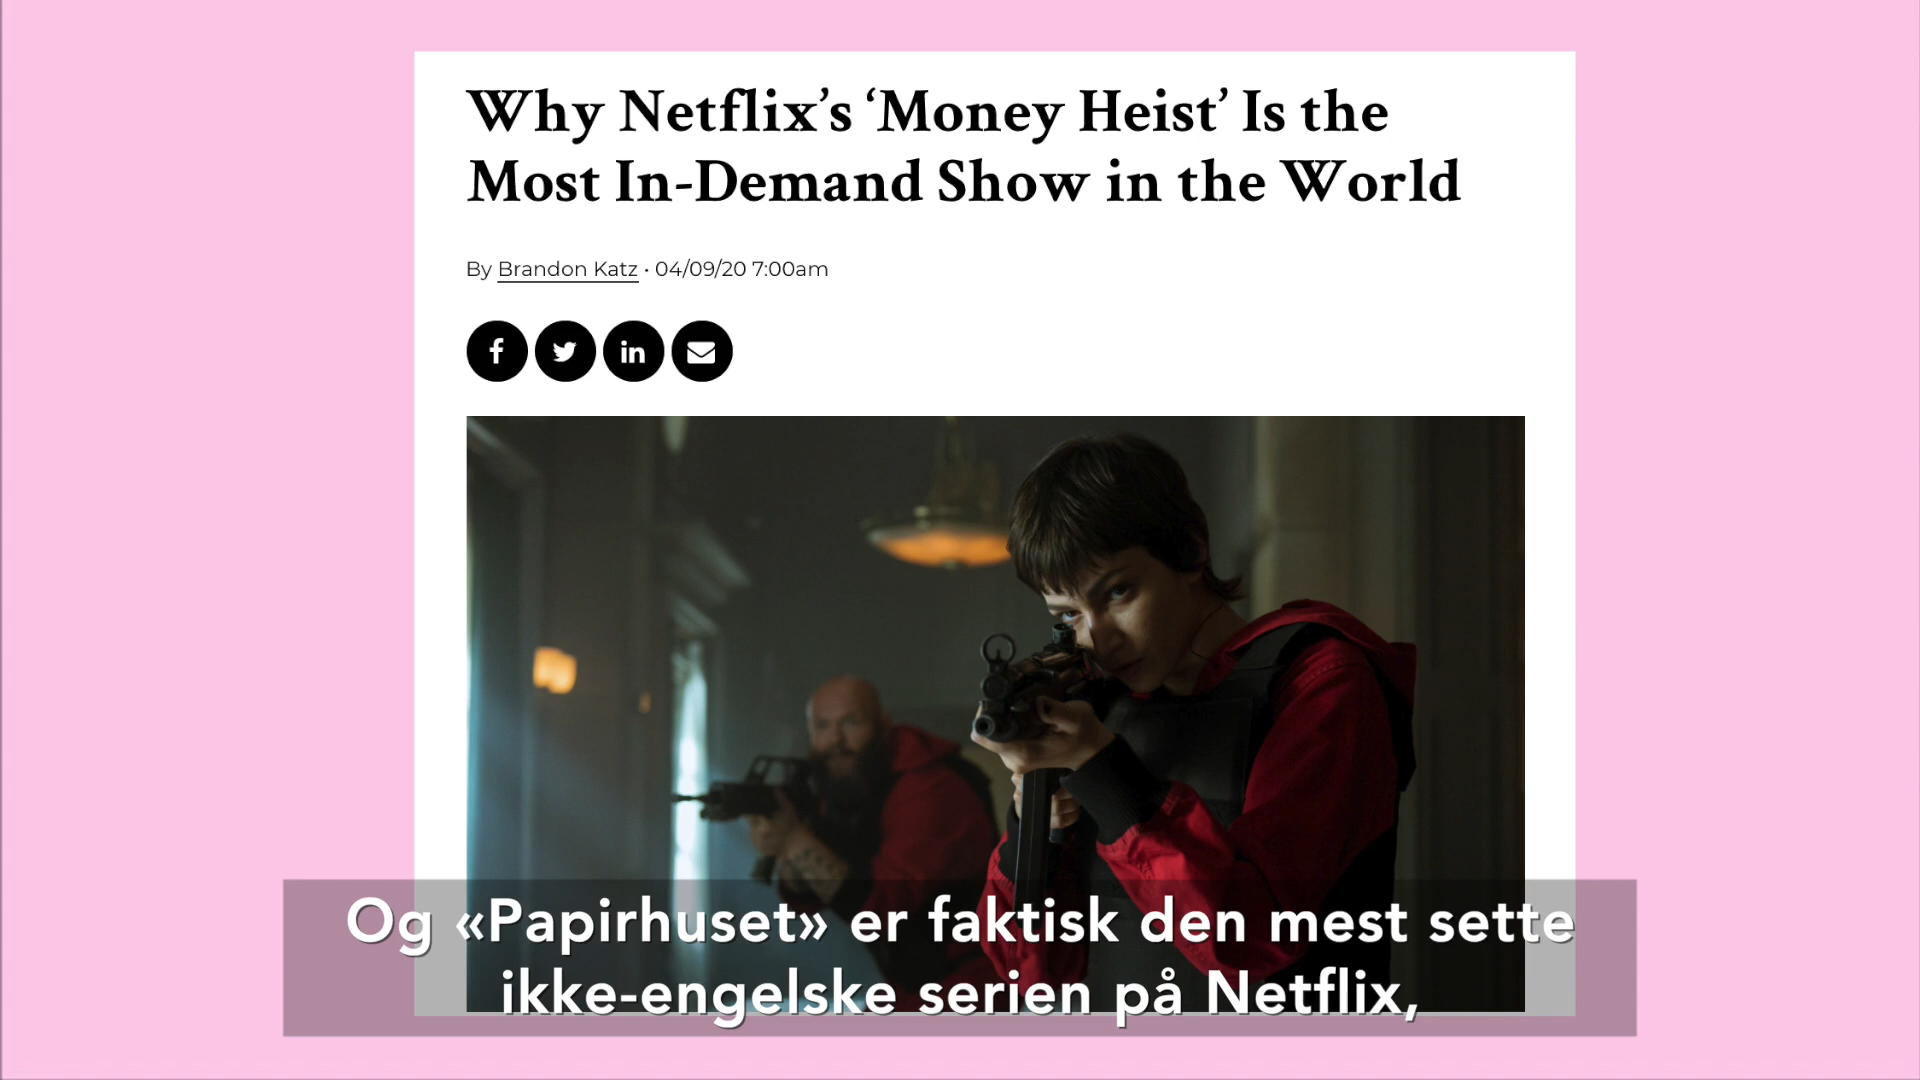 Why Netflix’s ‘Money Heist’ Is the
Most In-Demand Show in the World
By Brandon Katz · 04/09/20 7:00am
Og «Papirhuset» er faktisk den mest sette
ikke-engelske serien på Netflix,